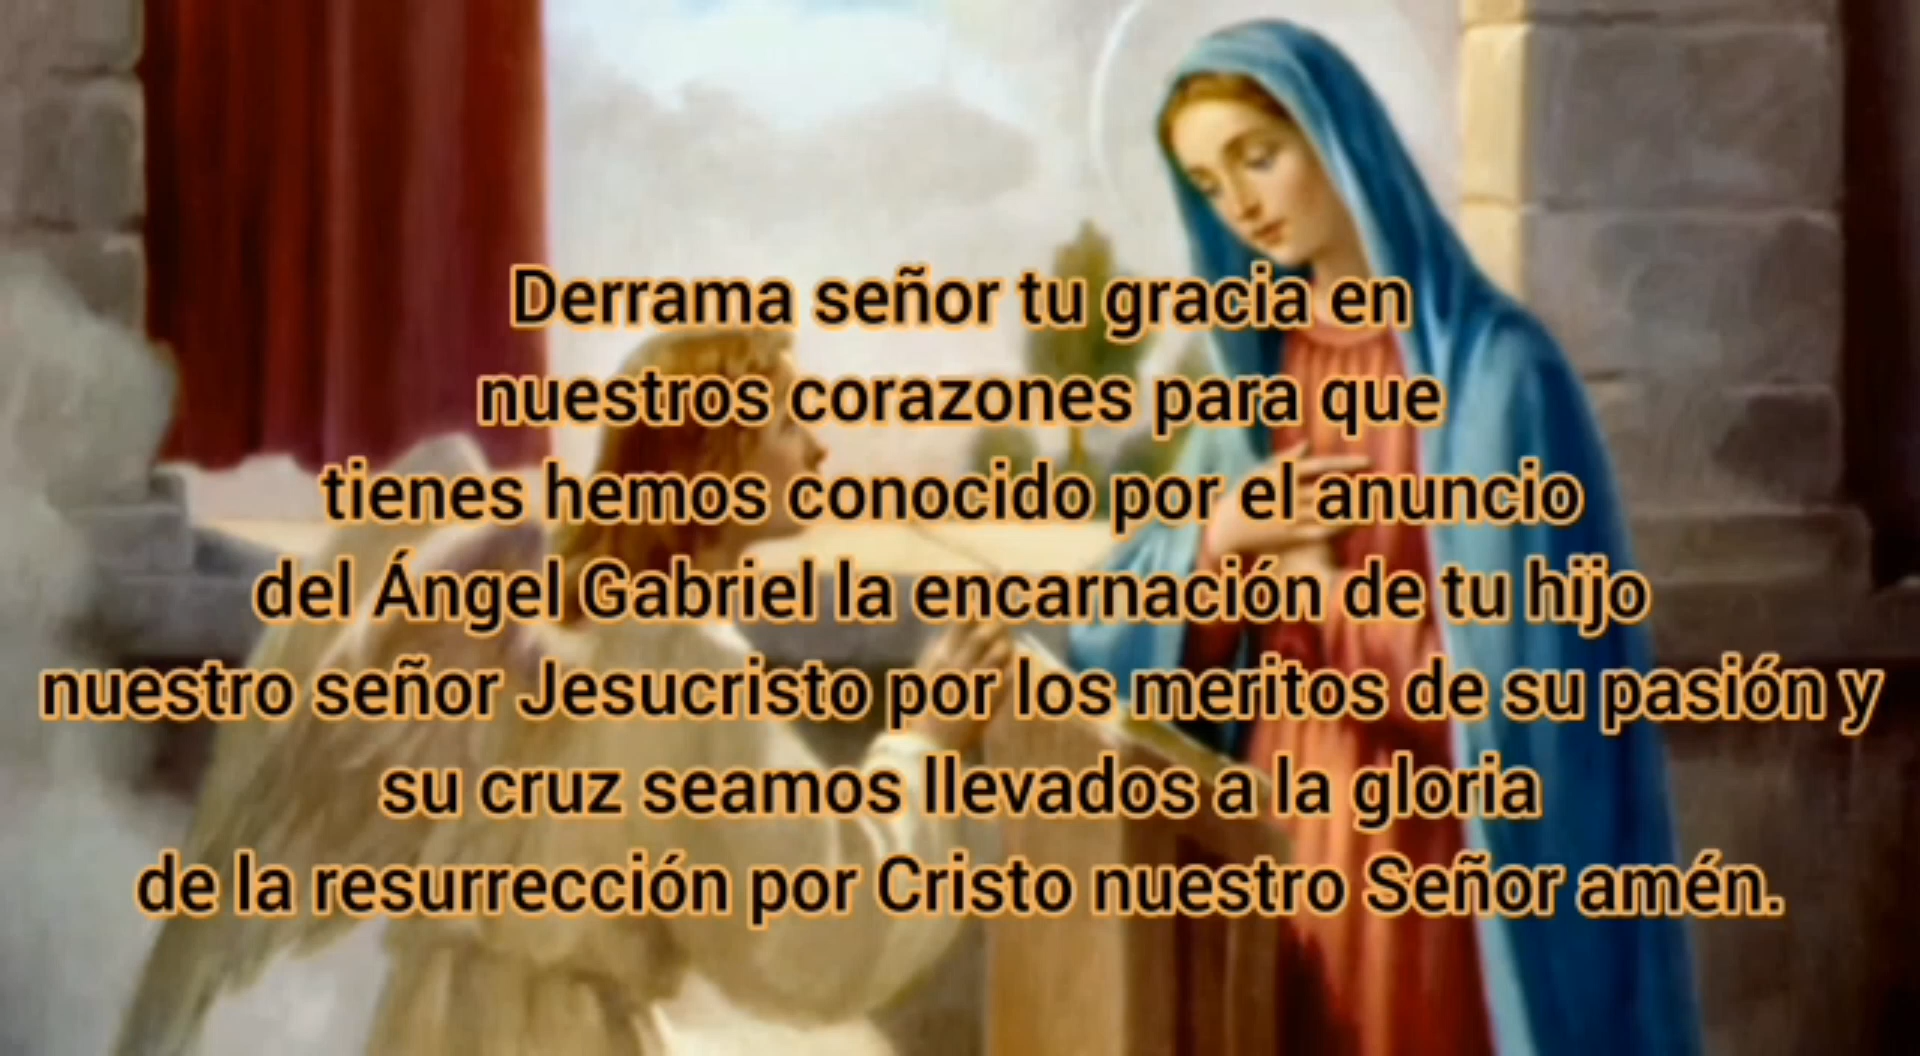 Derrama señor tu gracia en
nuestros corazones para que
tienes hemos conocido por el anuncio
del Ángel Gabriel la encarnación de tu hijo
nuestro señor Jesucristo por los meritos de su pasión y
su cruz seamos llevados a la gloria
de la resurrección por Cristo nuestro Señor amén.